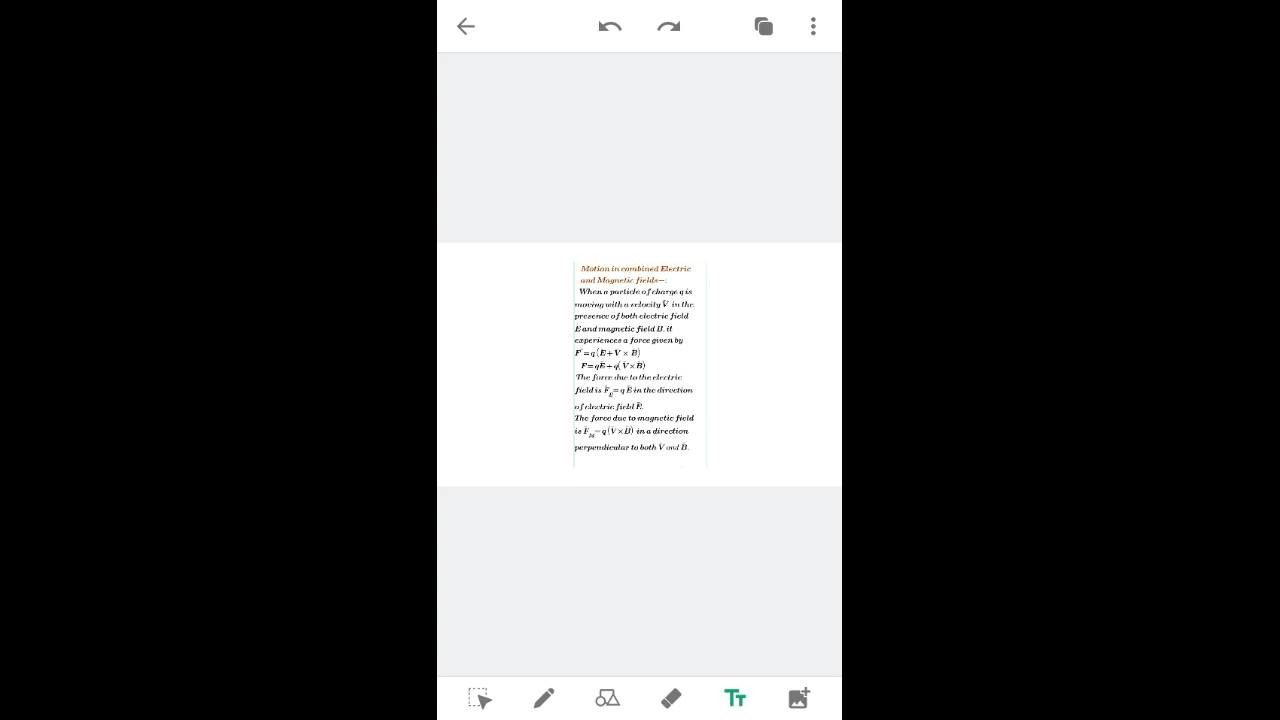 Motion in combined Electric
and Magnetic fields-:
When a particle of charge q is
moving with a velocity V⃗ in the
presence of both electric field
E and magnetic field B, it
experiences a force given by
F⃗ = q (E⃗ + V⃗ × B⃗)
F = qE⃗ + q( V⃗ × B⃗)
The force due to the electric
field is F⃗_E = q E⃗ in the direction
of electric field E⃗.
The force due to magnetic field
is F⃗_M = q (V⃗ × B⃗) in a direction
perpendicular to both V⃗ and B⃗.
TT